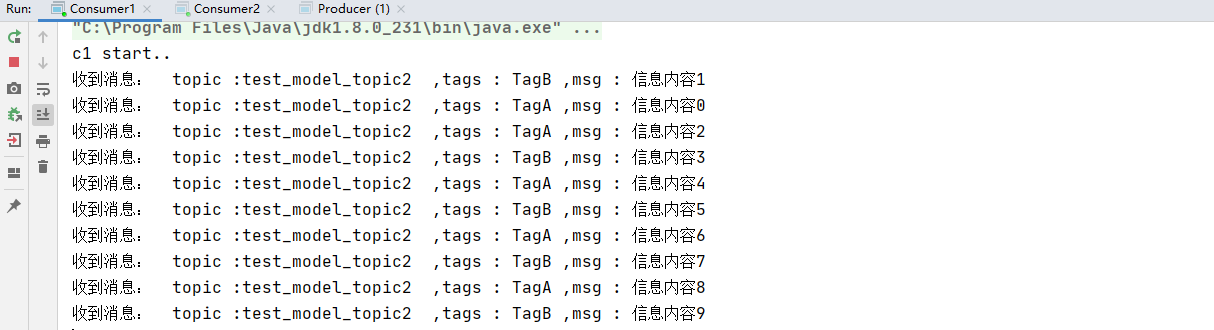 Run: Consumer1 × Consumer2 × Producer (1) ×
"C:\Program Files\Java\jdk1.8.0_231\bin\java.exe" ...
c1 start..
收到消息： topic :test_model_topic2 ,tags : TagB ,msg : 信息内容1
收到消息： topic :test_model_topic2 ,tags : TagA ,msg : 信息内容0
收到消息： topic :test_model_topic2 ,tags : TagA ,msg : 信息内容2
收到消息： topic :test_model_topic2 ,tags : TagB ,msg : 信息内容3
收到消息： topic :test_model_topic2 ,tags : TagA ,msg : 信息内容4
收到消息： topic :test_model_topic2 ,tags : TagB ,msg : 信息内容5
收到消息： topic :test_model_topic2 ,tags : TagA ,msg : 信息内容6
收到消息： topic :test_model_topic2 ,tags : TagB ,msg : 信息内容7
收到消息： topic :test_model_topic2 ,tags : TagA ,msg : 信息内容8
收到消息： topic :test_model_topic2 ,tags : TagB ,msg : 信息内容9